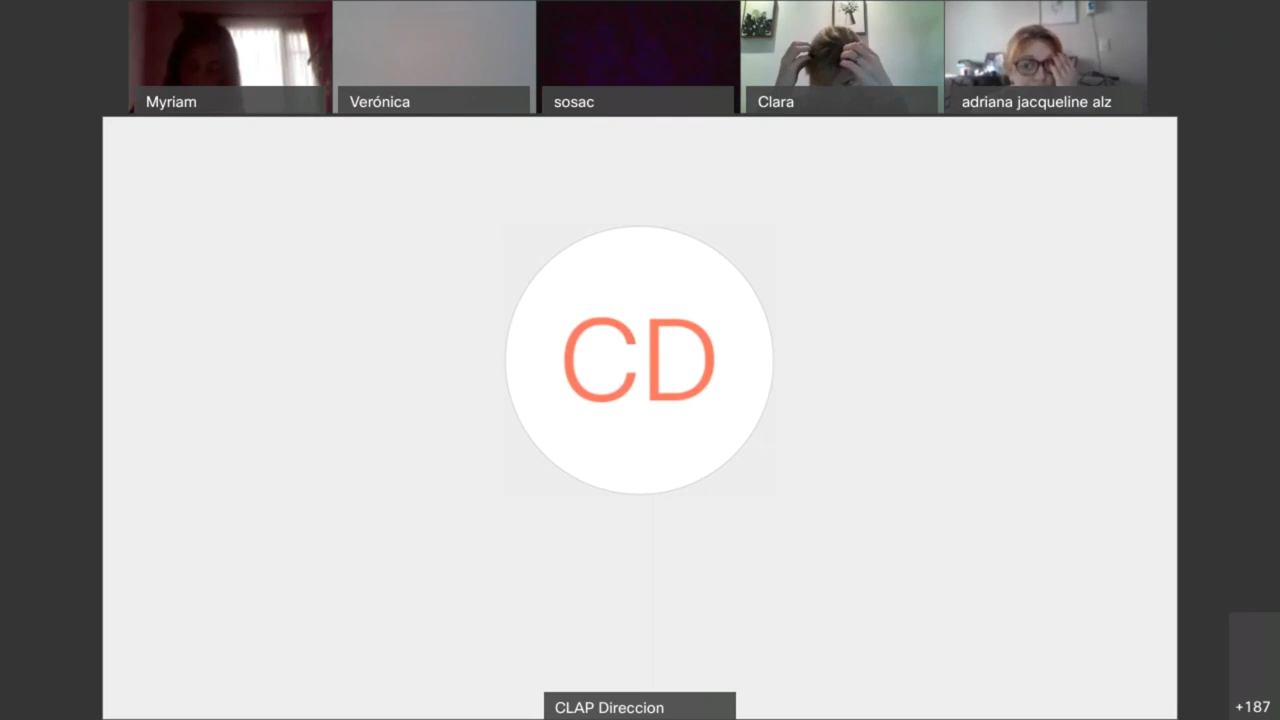 Myriam
Verónica
sosac
Clara
adriana jacqueline alz
CD
CLAP Direccion
+187